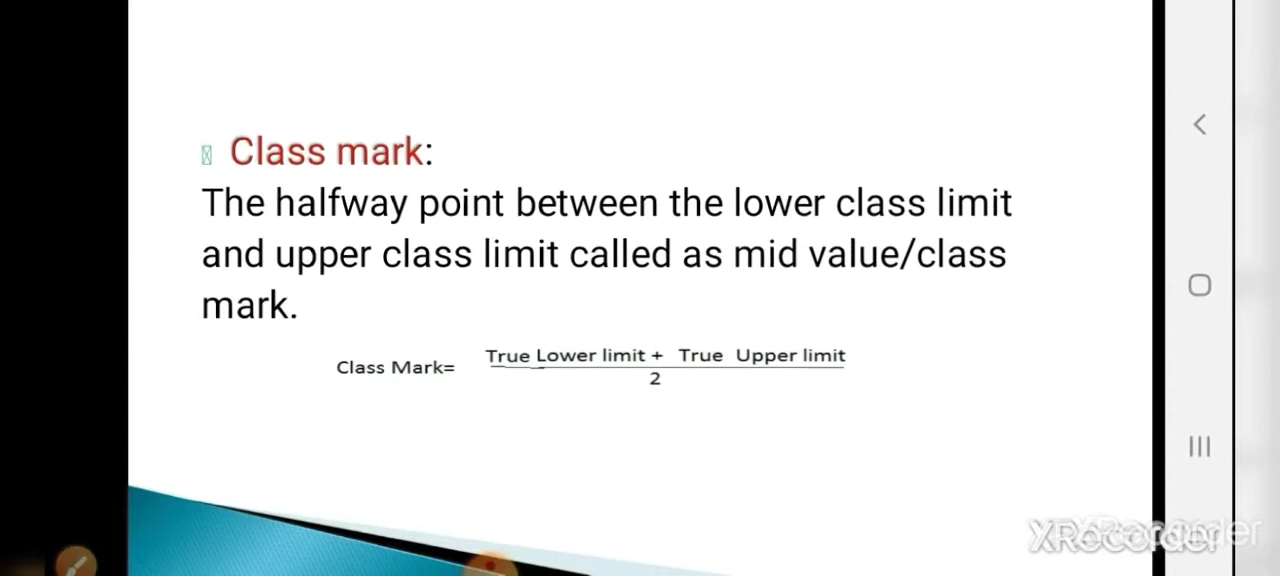 Class mark:
The halfway point between the lower class limit
and upper class limit called as mid value/class
mark.
Class Mark= True Lower limit + True Upper limit
2
XRecorder